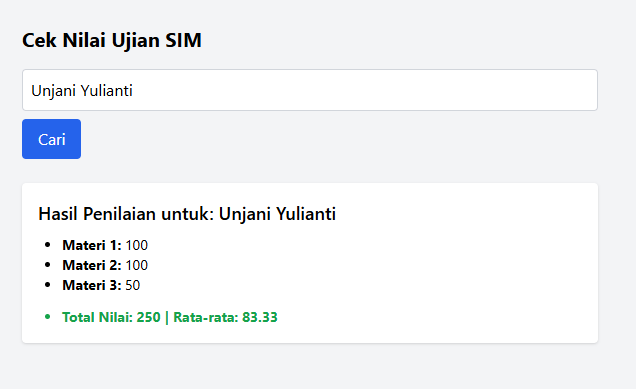 Cek Nilai Ujian SIM
Unjani Yulianti
Cari
Hasil Penilaian untuk: Unjani Yulianti
• Materi 1: 100
• Materi 2: 100
• Materi 3: 50
• Total Nilai: 250 | Rata-rata: 83.33